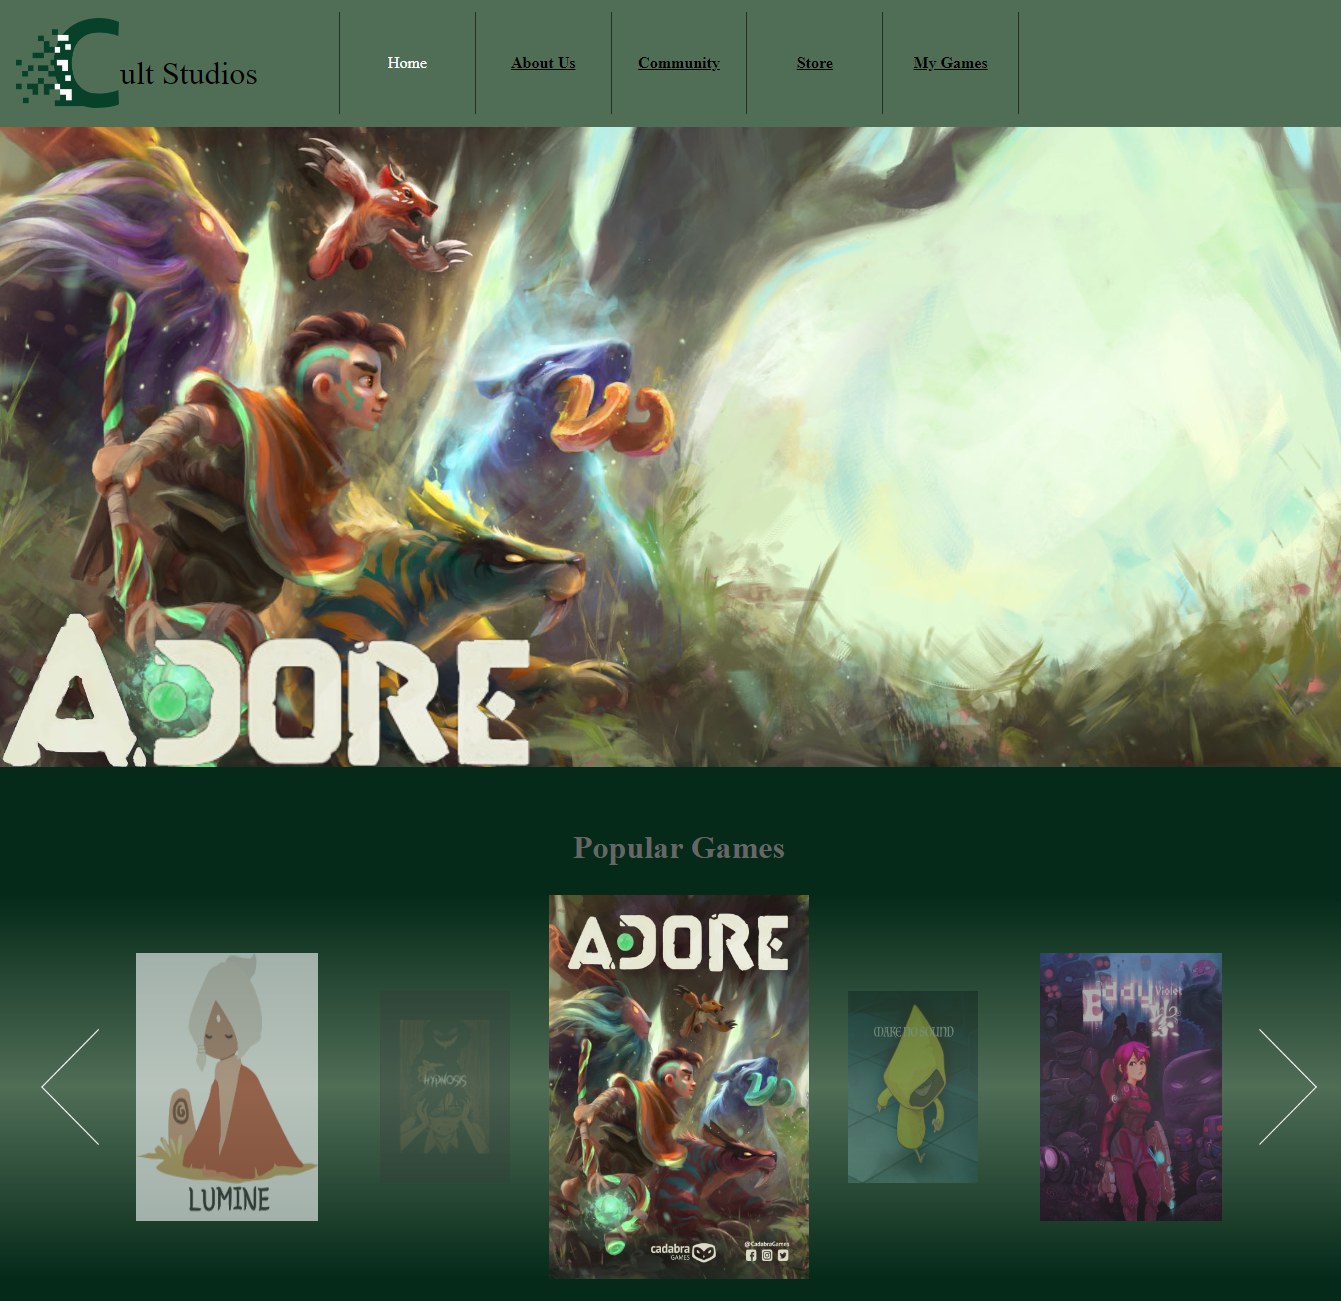 Cult Studios
Home
About Us
Community
Store
My Games
ADORE
Popular Games
LUMINE
HYPNOSIS
ADORE
cadabra
GAMES
@CadabraGames
MAKE NO SOUND
Eddy
Violet